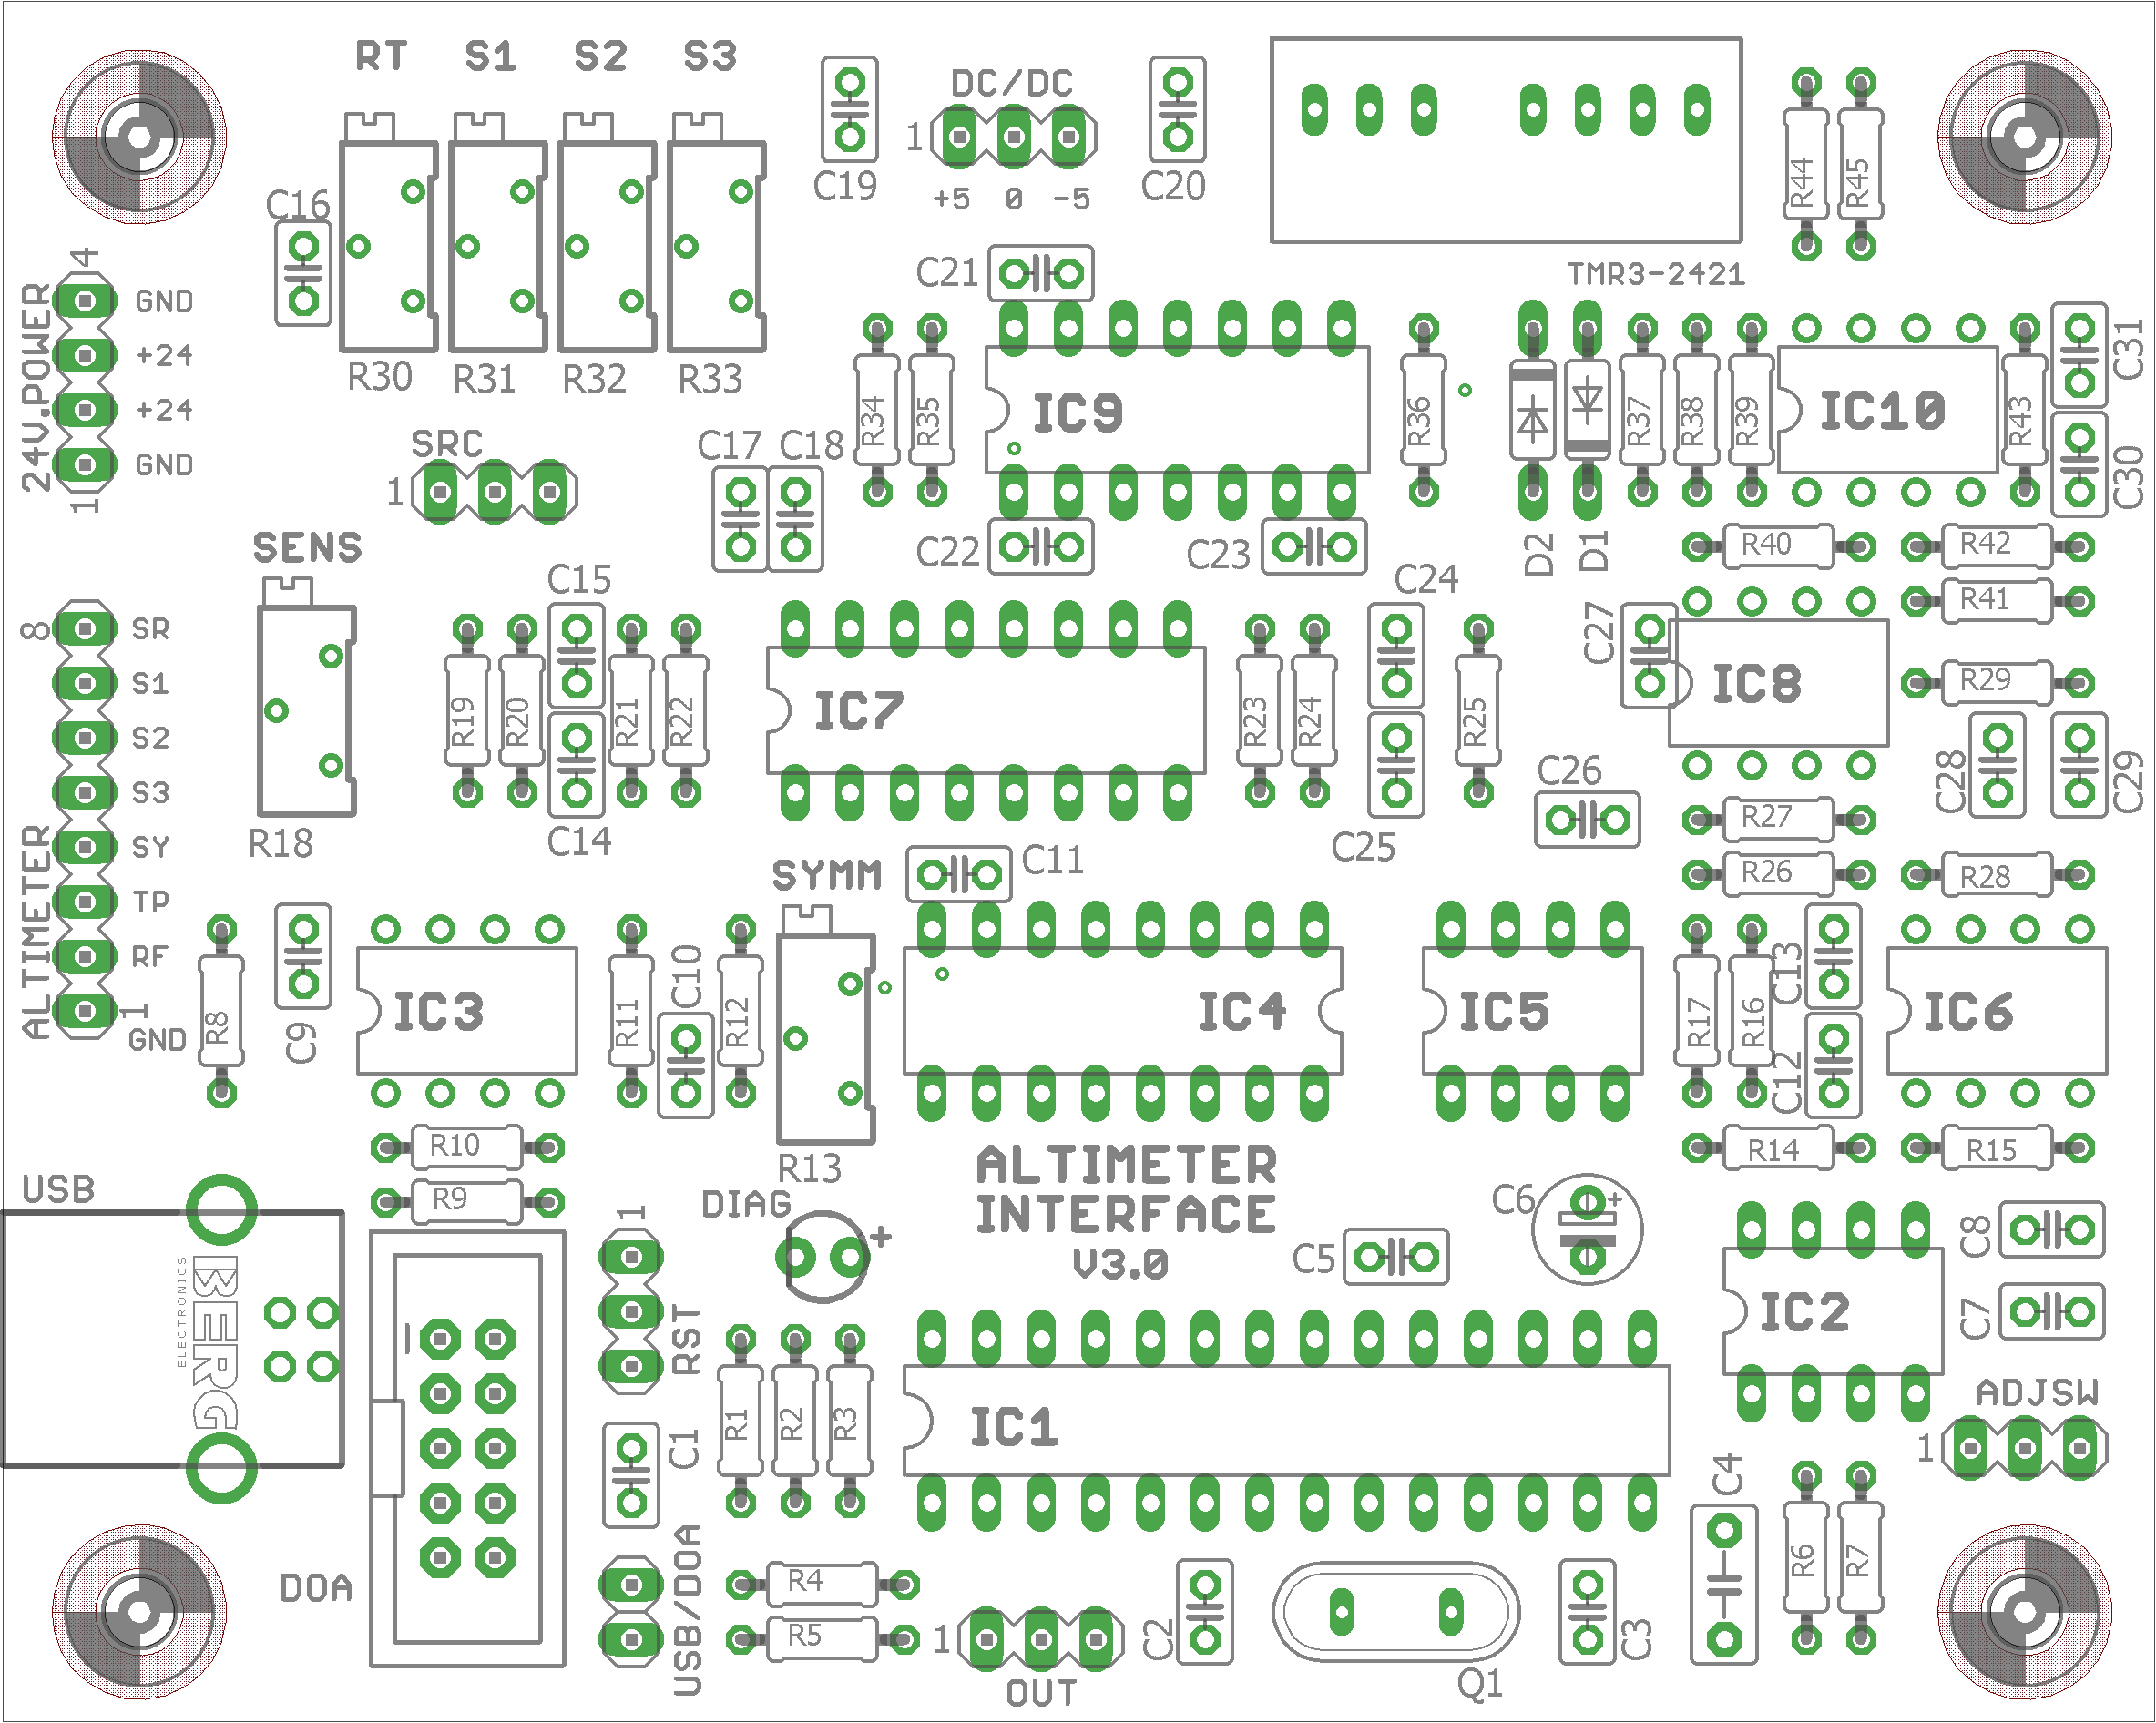 RT S1 S2 S3
DC/DC
1
+5 0 -5
C19
C20
R44
R45
TMR3-2421
C16
4
GND
+24
+24
GND
1
24V.POWER
R30
R31
R32
R33
C21
R34
R35
IC9
R36
D2
D1
R37
R38
R39
IC10
R43
C31
C30
SRC
1
C17
C18
C22
C23
R40
R42
R41
SENS
R18
C15
C14
R19
R20
R21
R22
IC7
R23
R24
C24
C25
R25
C27
IC8
R29
C26
C28
C29
R27
R26
R28
8
SR
S1
S2
S3
SY
TP
RF
1
GND
ALTIMETER
R8
C9
IC3
R11
C10
R12
SYMM
R13
C11
IC4
IC5
R17
R16
C13
C12
IC6
R10
R9
R14
R15
ALTIMETER
INTERFACE
V3.0
USB
BERG
ELECTRONICS
DIAG
+
1
RST
C5
C6
+
IC2
C8
C7
ADJSW
1
DOA
C1
R1
R2
R3
IC1
C4
R6
R7
USB/DOA
R4
R5
1
OUT
C2
Q1
C3